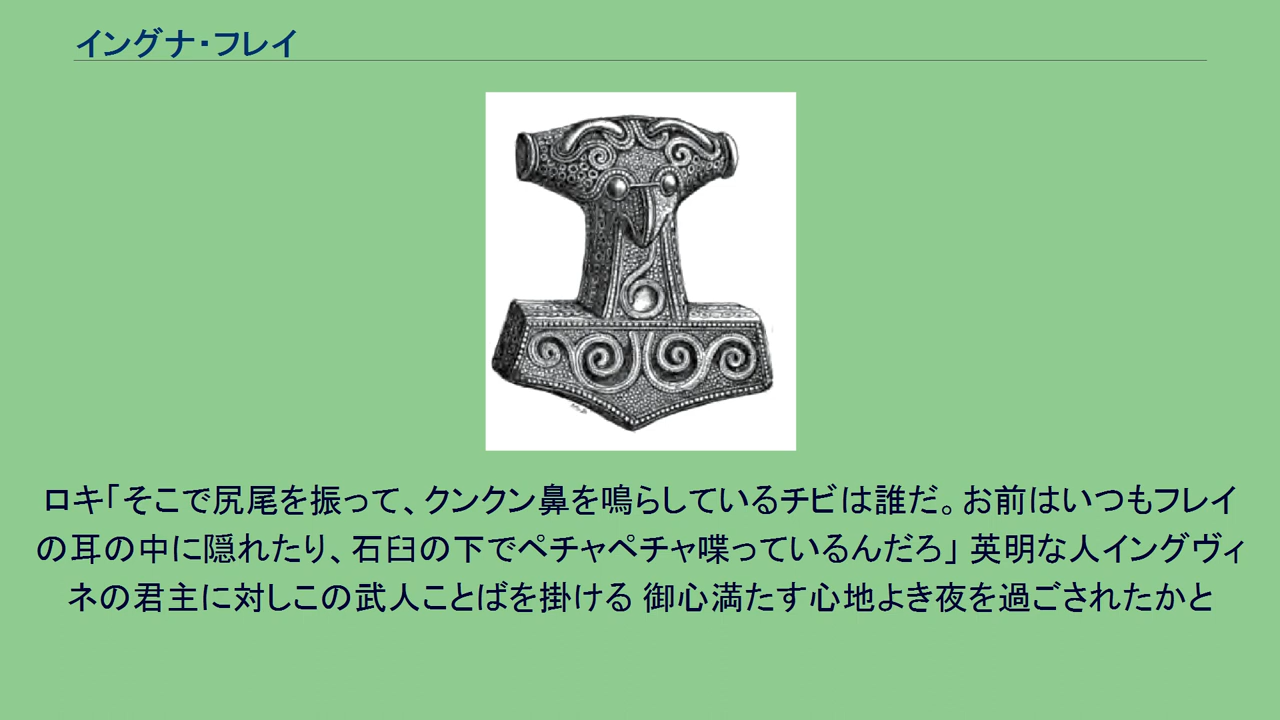 イングナ・フレイ
ロキ「そこで尻尾を振って、クンクン鼻を鳴らしているチビは誰だ。お前はいつもフレイ
の耳の中に隠れたり、石臼の下でペチャペチャ喋っているんだろ」 英明な人イングヴィ
ネの君主に対しこの武人ことばを掛ける 御心満たす心地よき夜を過ごされたかと